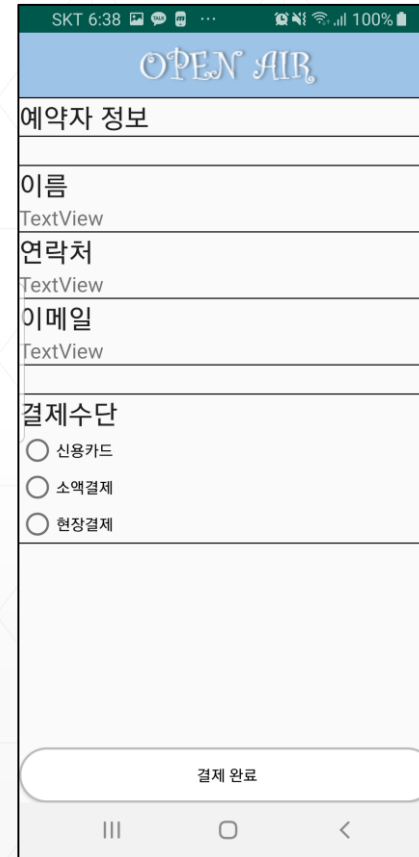 SKT 6:38 100%
OPEN AIR
예약자 정보
이름
TextView
연락처
TextView
이메일
TextView
결제수단
신용카드
소액결제
현장결제
결제 완료